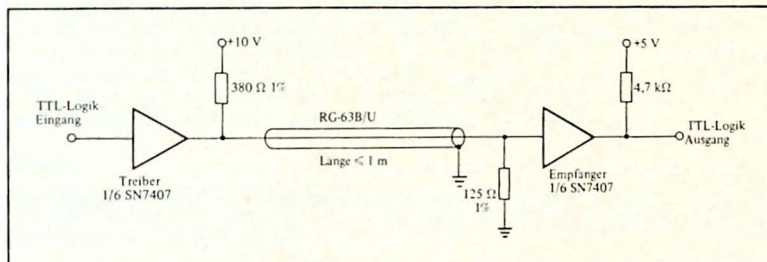 +10 V
+5 V
380 Ω 1%
4,7 kΩ
TTL-Logik
Eingang
RG-63B/U
TTL-Logik
Ausgang
Länge ≤ 1 m
Treiber
1/6 SN7407
125 Ω
1%
Empfänger
1/6 SN7407